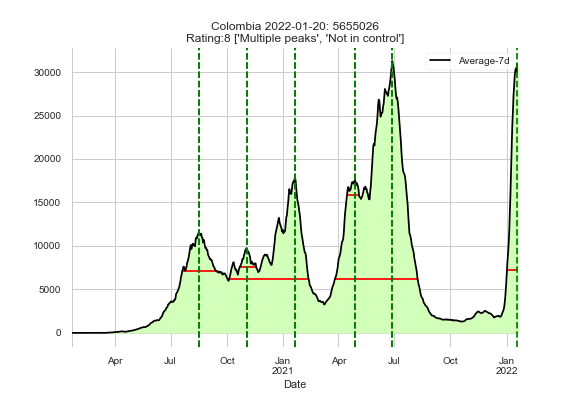 Colombia 2022-01-20: 5655026
Rating:8 ['Multiple peaks', 'Not in control']
Average-7d
30000
25000
20000
15000
10000
5000
0
Apr
Jul
Oct
Jan
2021
Apr
Jul
Oct
Jan
2022
Date